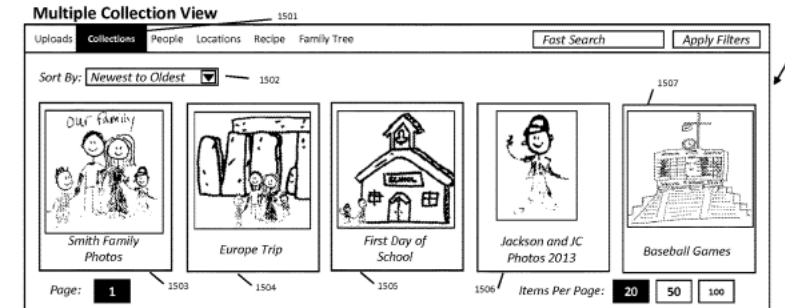 Multiple Collection View
1501
Uploads Collections People Locations Recipe Family Tree Fast Search Apply Filters
Sort By: Newest to Oldest 1502
1507
our family
SCHOOL
Smith Family
Photos
Europe Trip
First Day of
School
Jackson and JC
Photos 2013
Baseball Games
1503 1504 1505 1506
Page: 1 Items Per Page: 20 50 100